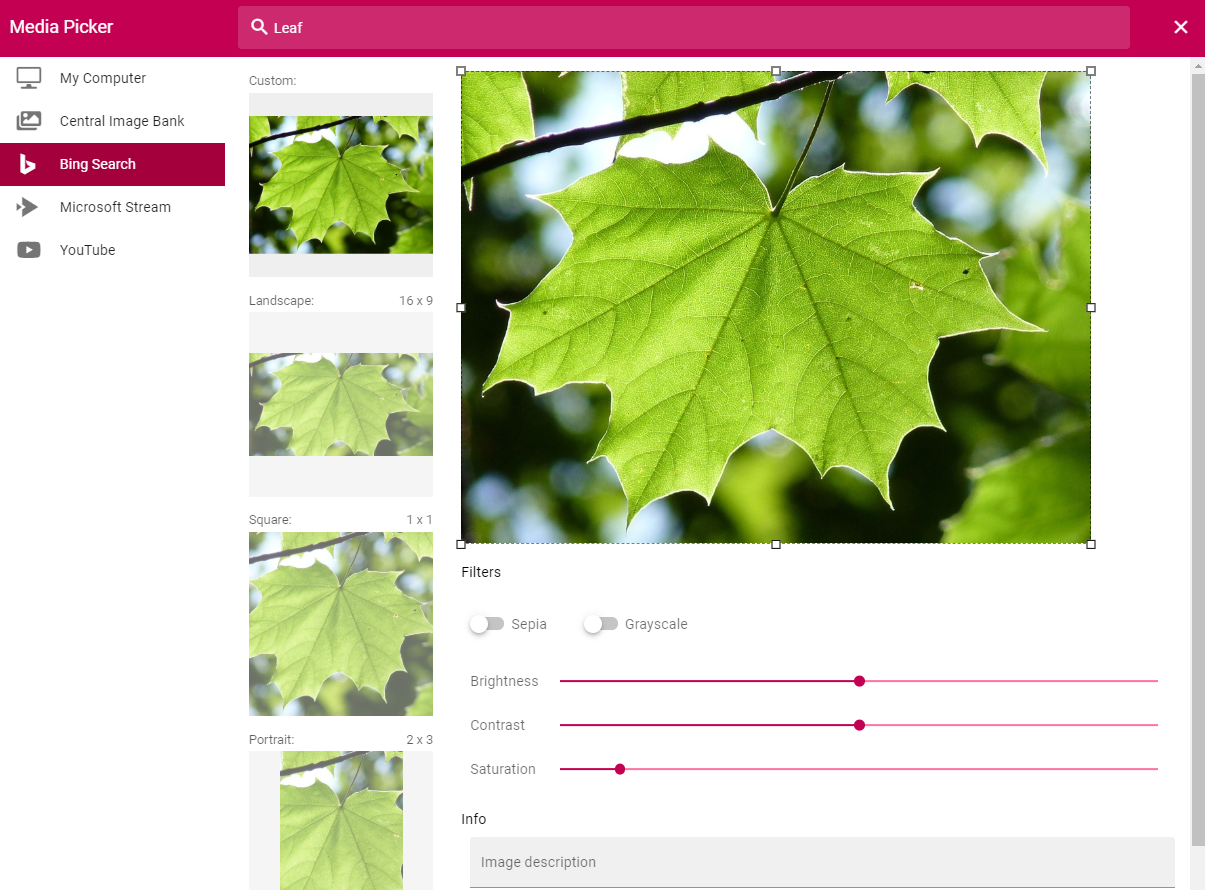 Media Picker
Leaf
My Computer
Central Image Bank
Bing Search
Microsoft Stream
YouTube
Custom:
Landscape: 16 x 9
Square: 1 x 1
Portrait: 2 x 3
Filters
Sepia Grayscale
Brightness
Contrast
Saturation
Info
Image description